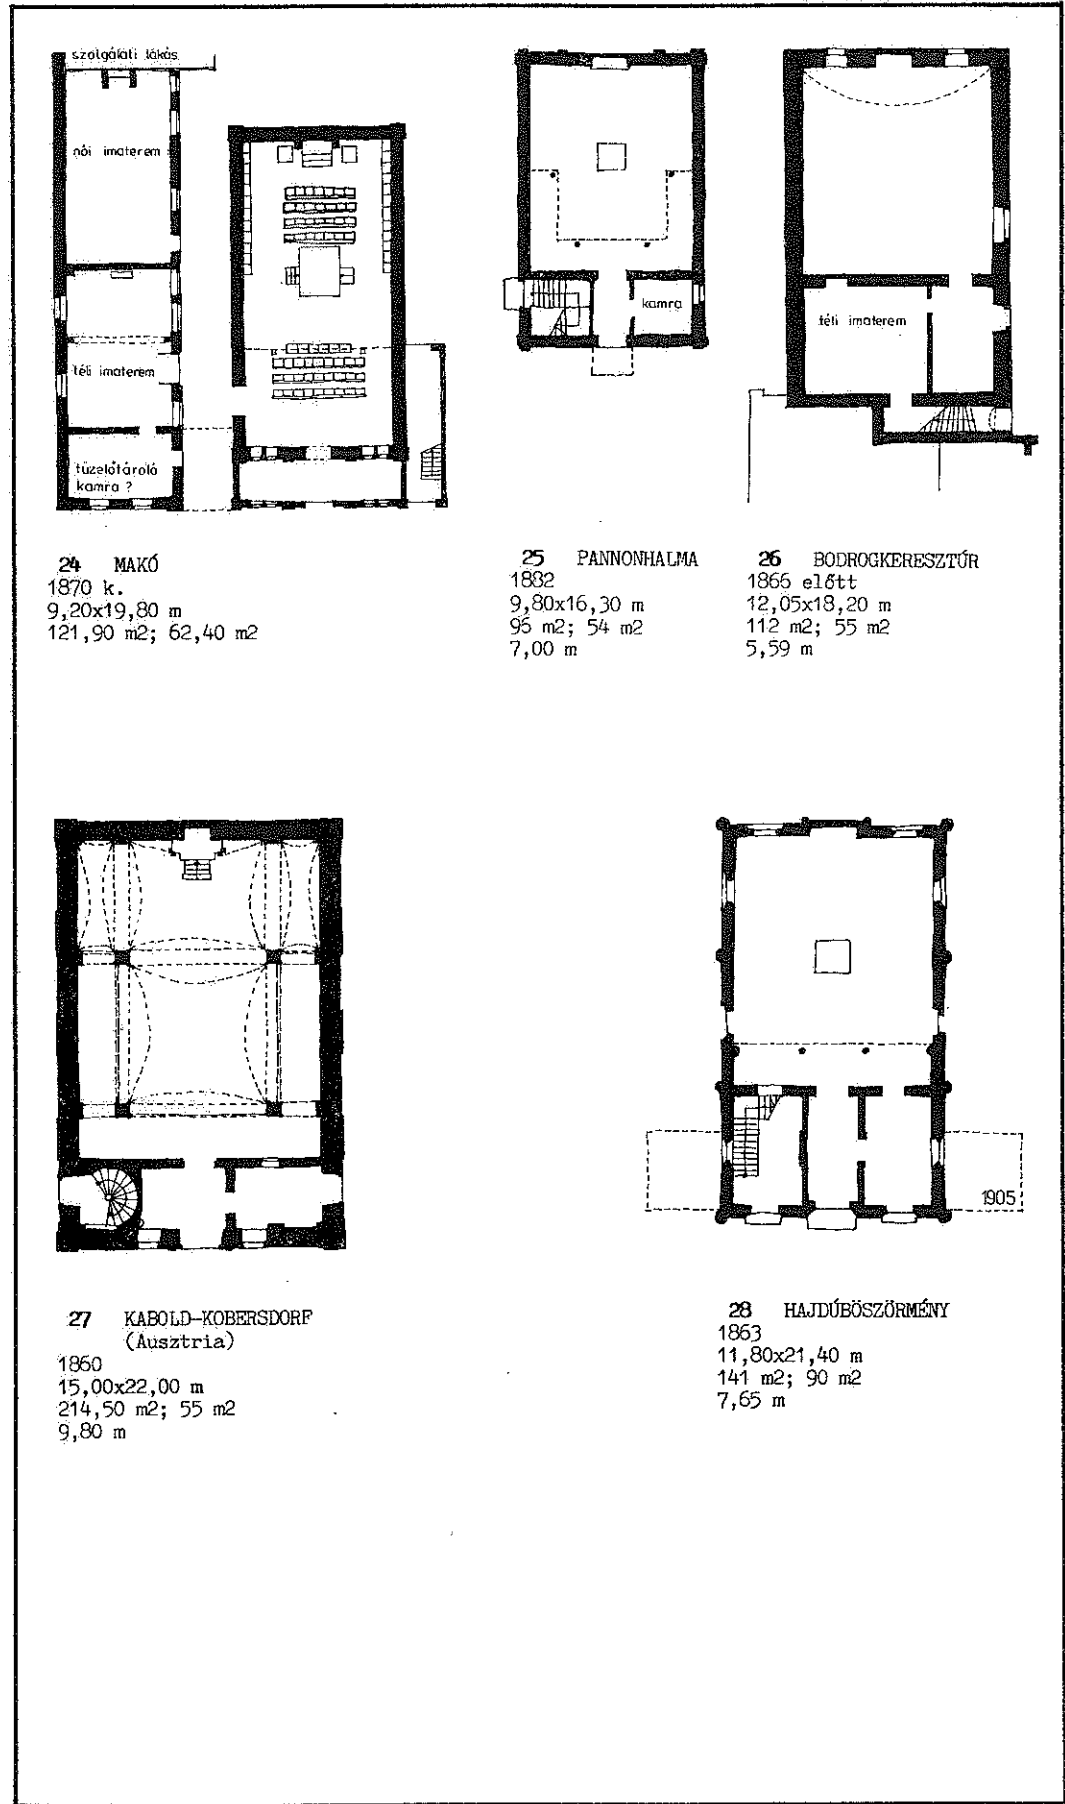 szolgálati lakás
női imaterem
téli imaterem
tüzelőtároló
kamra ?
24 MAKÓ
1870 k.
9,20x19,80 m
121,90 m2; 62,40 m2
kamra
25 PANNONHALMA
1882
9,80x16,30 m
96 m2; 54 m2
7,00 m
téli imaterem
26 BODROGKERESZTÚR
1866 előtt
12,05x18,20 m
112 m2; 55 m2
5,59 m
27 KABOLD-KOBERSDORF
(Ausztria)
1860
15,00x22,00 m
214,50 m2; 55 m2
9,80 m
1905
28 HAJDÚBÖSZÖRMÉNY
1863
11,80x21,40 m
141 m2; 90 m2
7,65 m